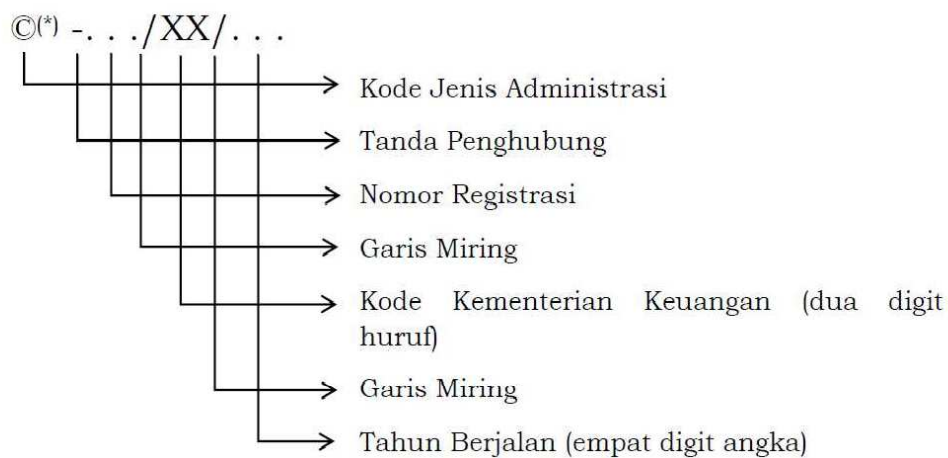 ©(*) -. . ./XX/. . .
Kode Jenis Administrasi
Tanda Penghubung
Nomor Registrasi
Garis Miring
Kode Kementerian Keuangan (dua digit
huruf)
Garis Miring
Tahun Berjalan (empat digit angka)